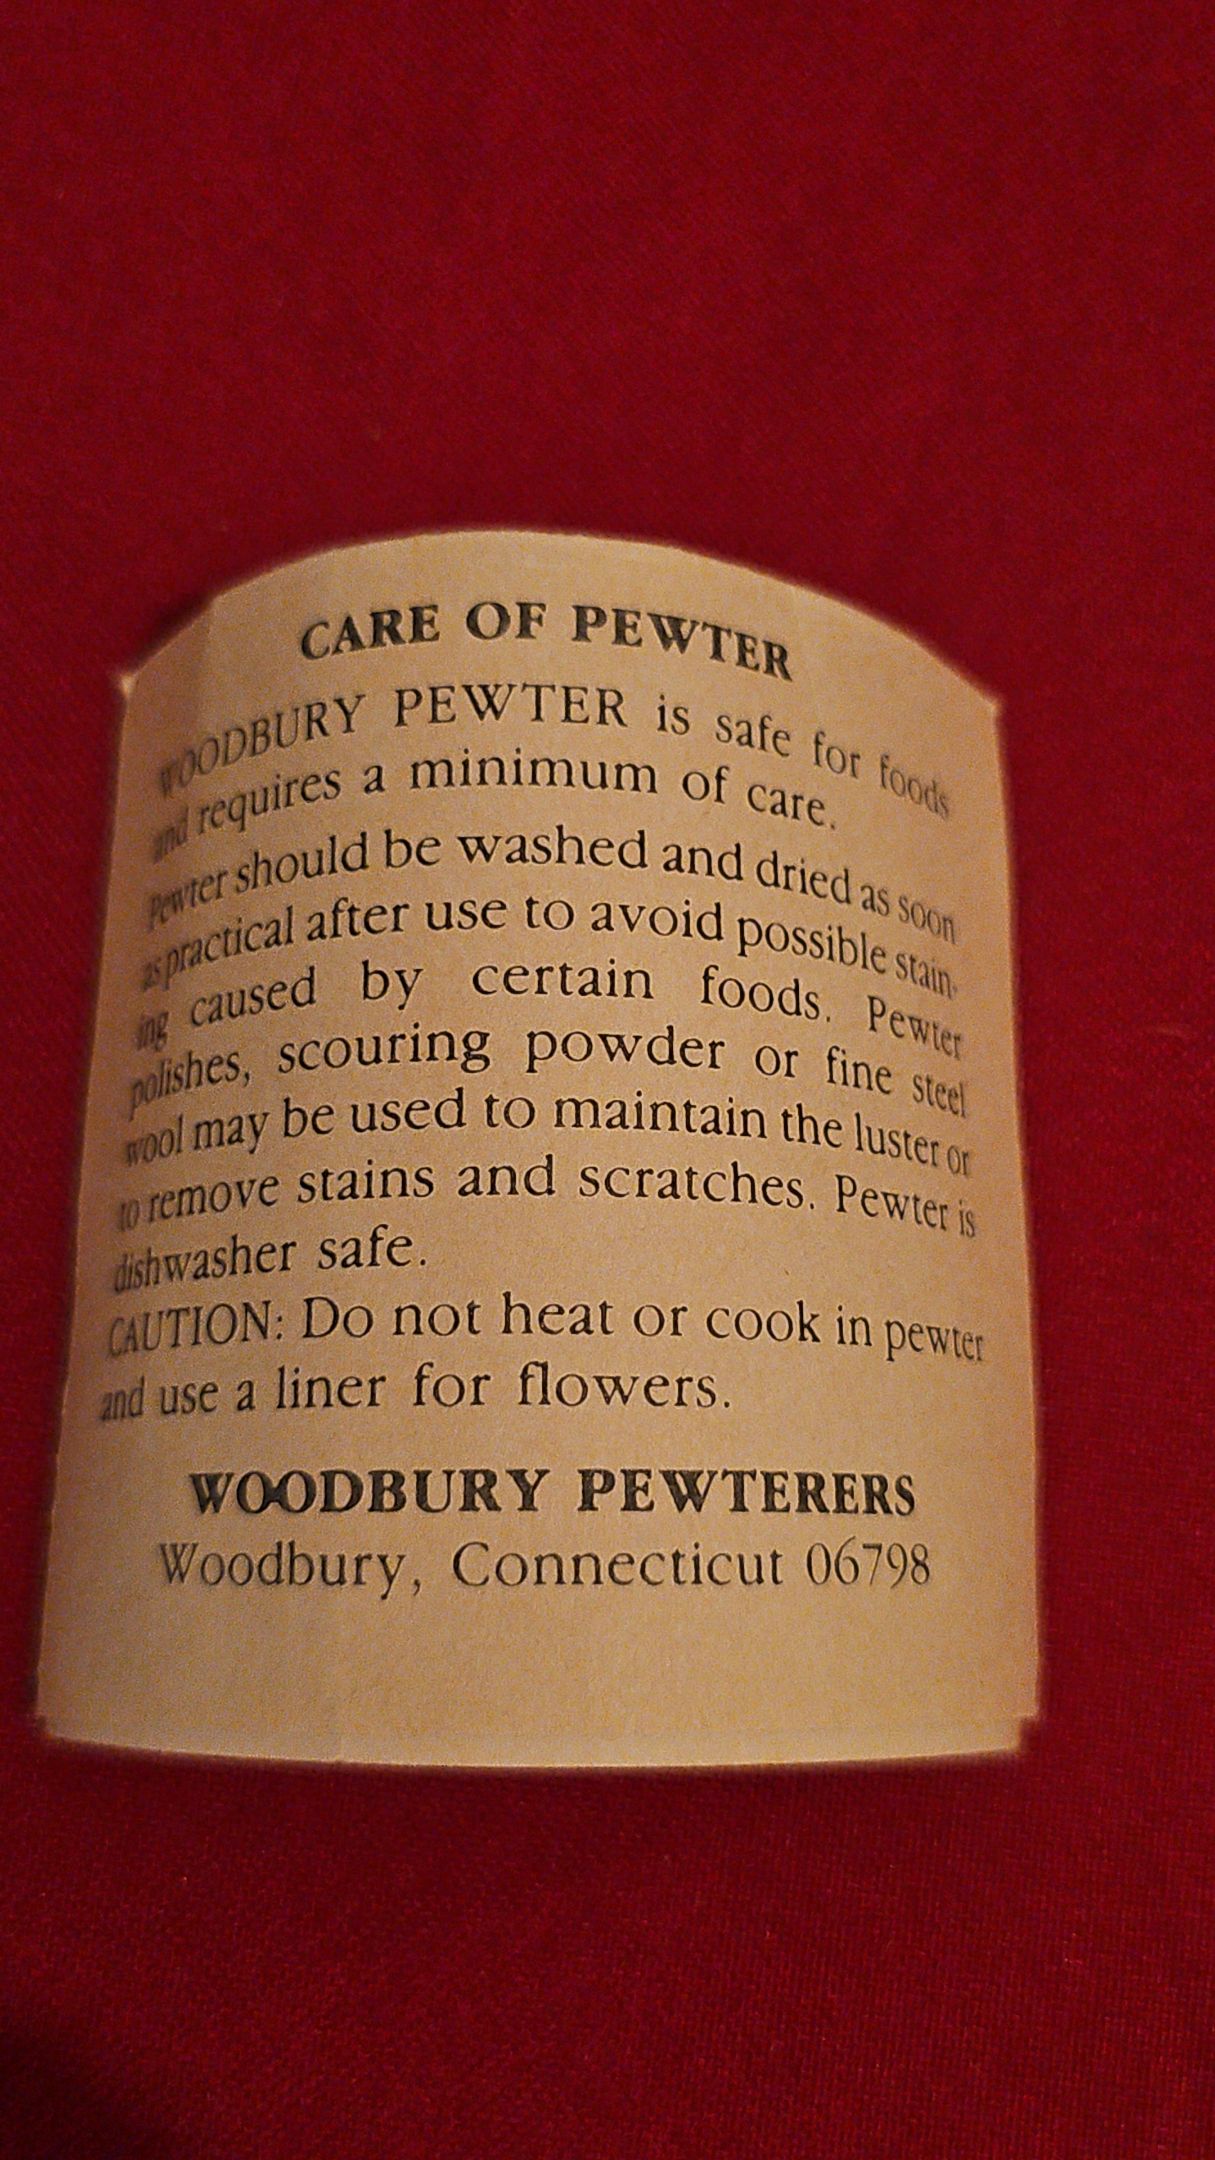 CARE OF PEWTER
WOODBURY PEWTER is safe for foods
and requires a minimum of care.
Pewter should be washed and dried as soon
as practical after use to avoid possible stain-
ing caused by certain foods. Pewter
polishes, scouring powder or fine steel
wool may be used to maintain the luster or
to remove stains and scratches. Pewter is
dishwasher safe.
CAUTION: Do not heat or cook in pewter
and use a liner for flowers.
WOODBURY PEWTERERS
Woodbury, Connecticut 06798